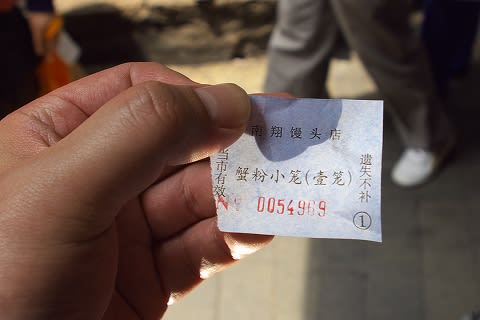 南翔馒头店
当市有效
蟹粉小笼(壹笼)
遗失不补
№ 0054969
①